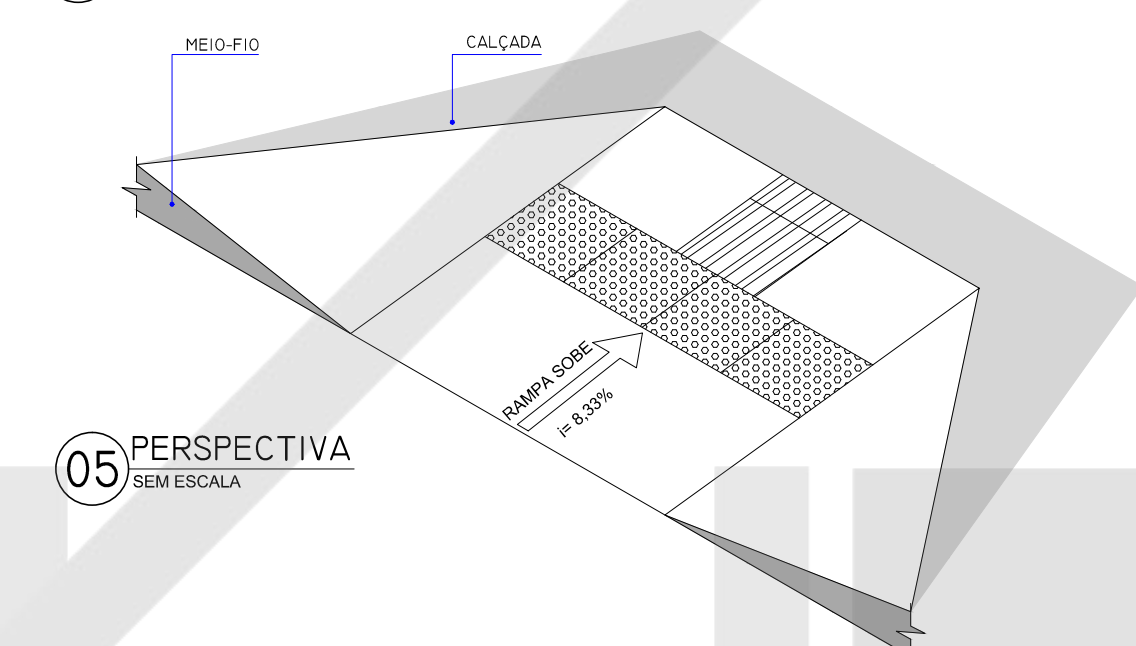 MEIO-FIO
CALÇADA
RAMPA SOBE
i= 8,33%
05
PERSPECTIVA
SEM ESCALA